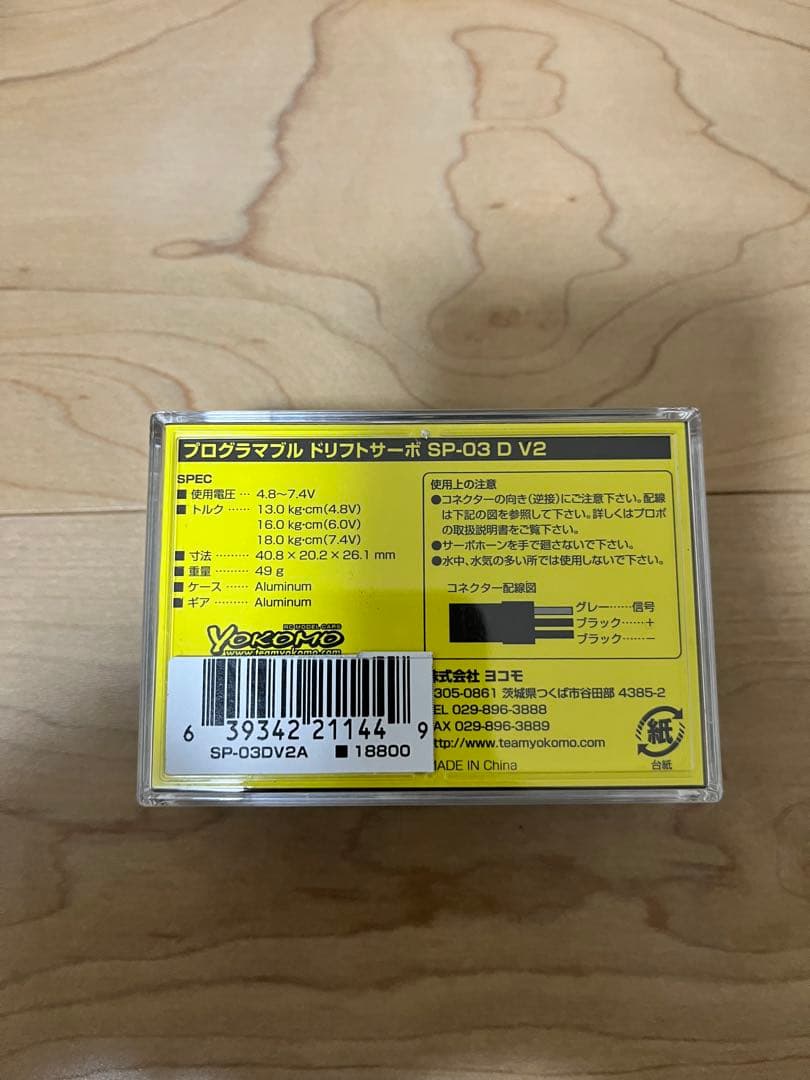 プログラマブル ドリフトサーボ SP-03 D V2
SPEC
■ 使用電圧 … 4.8〜7.4V
■ トルク …… 13.0 kg·cm(4.8V)
16.0 kg·cm(6.0V)
18.0 kg·cm(7.4V)
■ 寸法 ……… 40.8 × 20.2 × 26.1 mm
■ 重量 ……… 49 g
■ ケース …… Aluminum
■ ギア ……… Aluminum
RC MODEL CARS
YOKOMO
www.teamyokomo.com
使用上の注意
●コネクターの向き(逆接)にご注意下さい。配線
は下記の図を参照して下さい。詳しくはプロポ
の取扱説明書をご覧下さい。
●サーボホーンを手で廻さないで下さい。
●水中、水気の多い所では使用しないで下さい。
コネクター配線図
グレー……信号
ブラック……＋
ブラック……－
6 39342 21144 9
SP-03DV2A ■ 18800
株式会社 ヨコモ
305-0861 茨城県つくば市谷田部 4385-2
TEL 029-896-3888
FAX 029-896-3889
http://www.teamyokomo.com
MADE IN China
紙
台紙